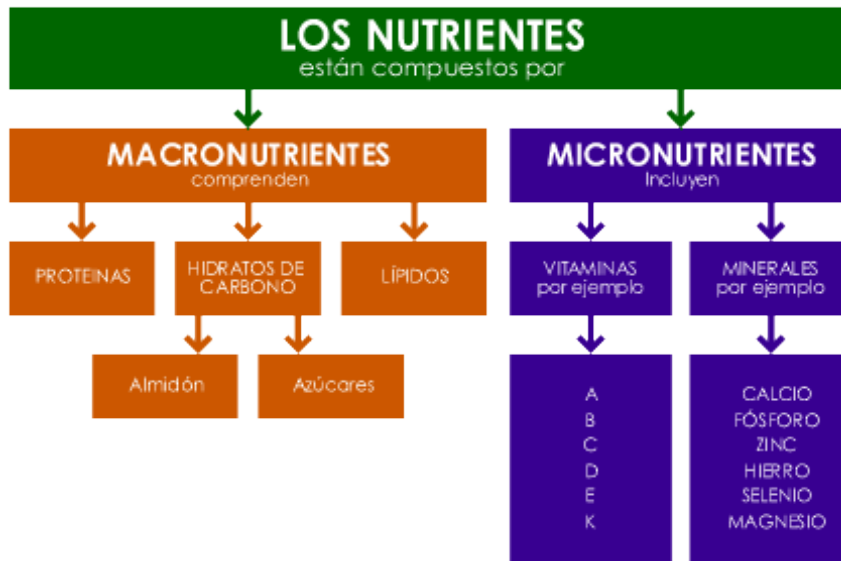 LOS NUTRIENTES
están compuestos por
MACRONUTRIENTES
comprenden
PROTEINAS
HIDRATOS DE
CARBONO
LÍPIDOS
Almidón
Azúcares
MICRONUTRIENTES
Incluyen
VITAMINAS
por ejemplo
MINERALES
por ejemplo
A
B
C
D
E
K
CALCIO
FÓSFORO
ZINC
HIERRO
SELENIO
MAGNESIO